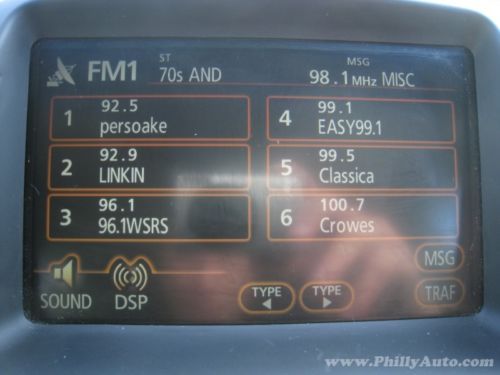 FM1 ST 70s AND MSG 98.1MHz MISC
1 92.5 persoake
4 99.1 EASY99.1
2 92.9 LINKIN
5 99.5 Classica
3 96.1 96.1WSRS
6 100.7 Crowes
MSG
SOUND DSP TYPE TYPE TRAF
www.PhillyAuto.com